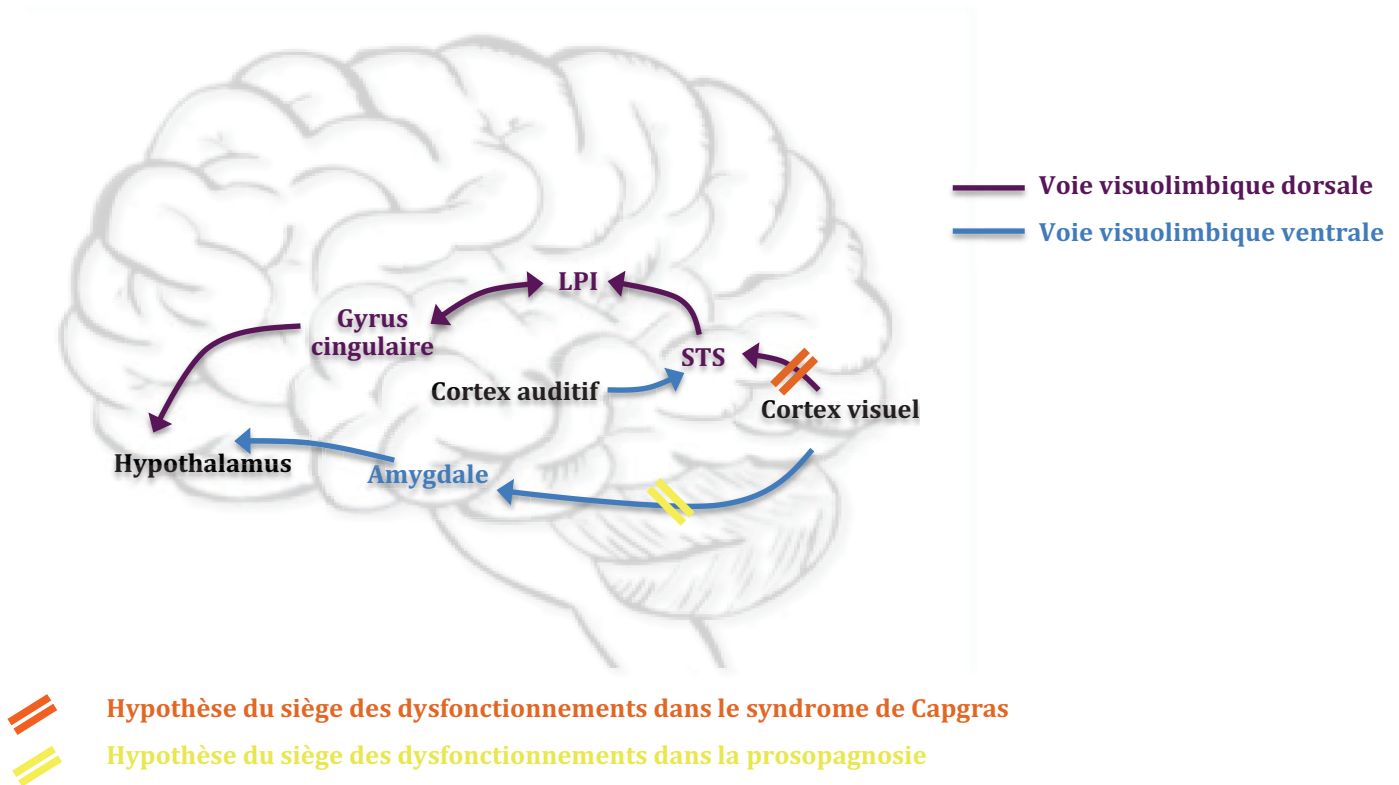 Voie visuolimbique dorsale
Voie visuolimbique ventrale
LPI
Gyrus
cingulaire
STS
Cortex auditif
Cortex visuel
Hypothalamus
Amygdale
Hypothèse du siège des dysfonctionnements dans le syndrome de Capgras
Hypothèse du siège des dysfonctionnements dans la prosopagnosie